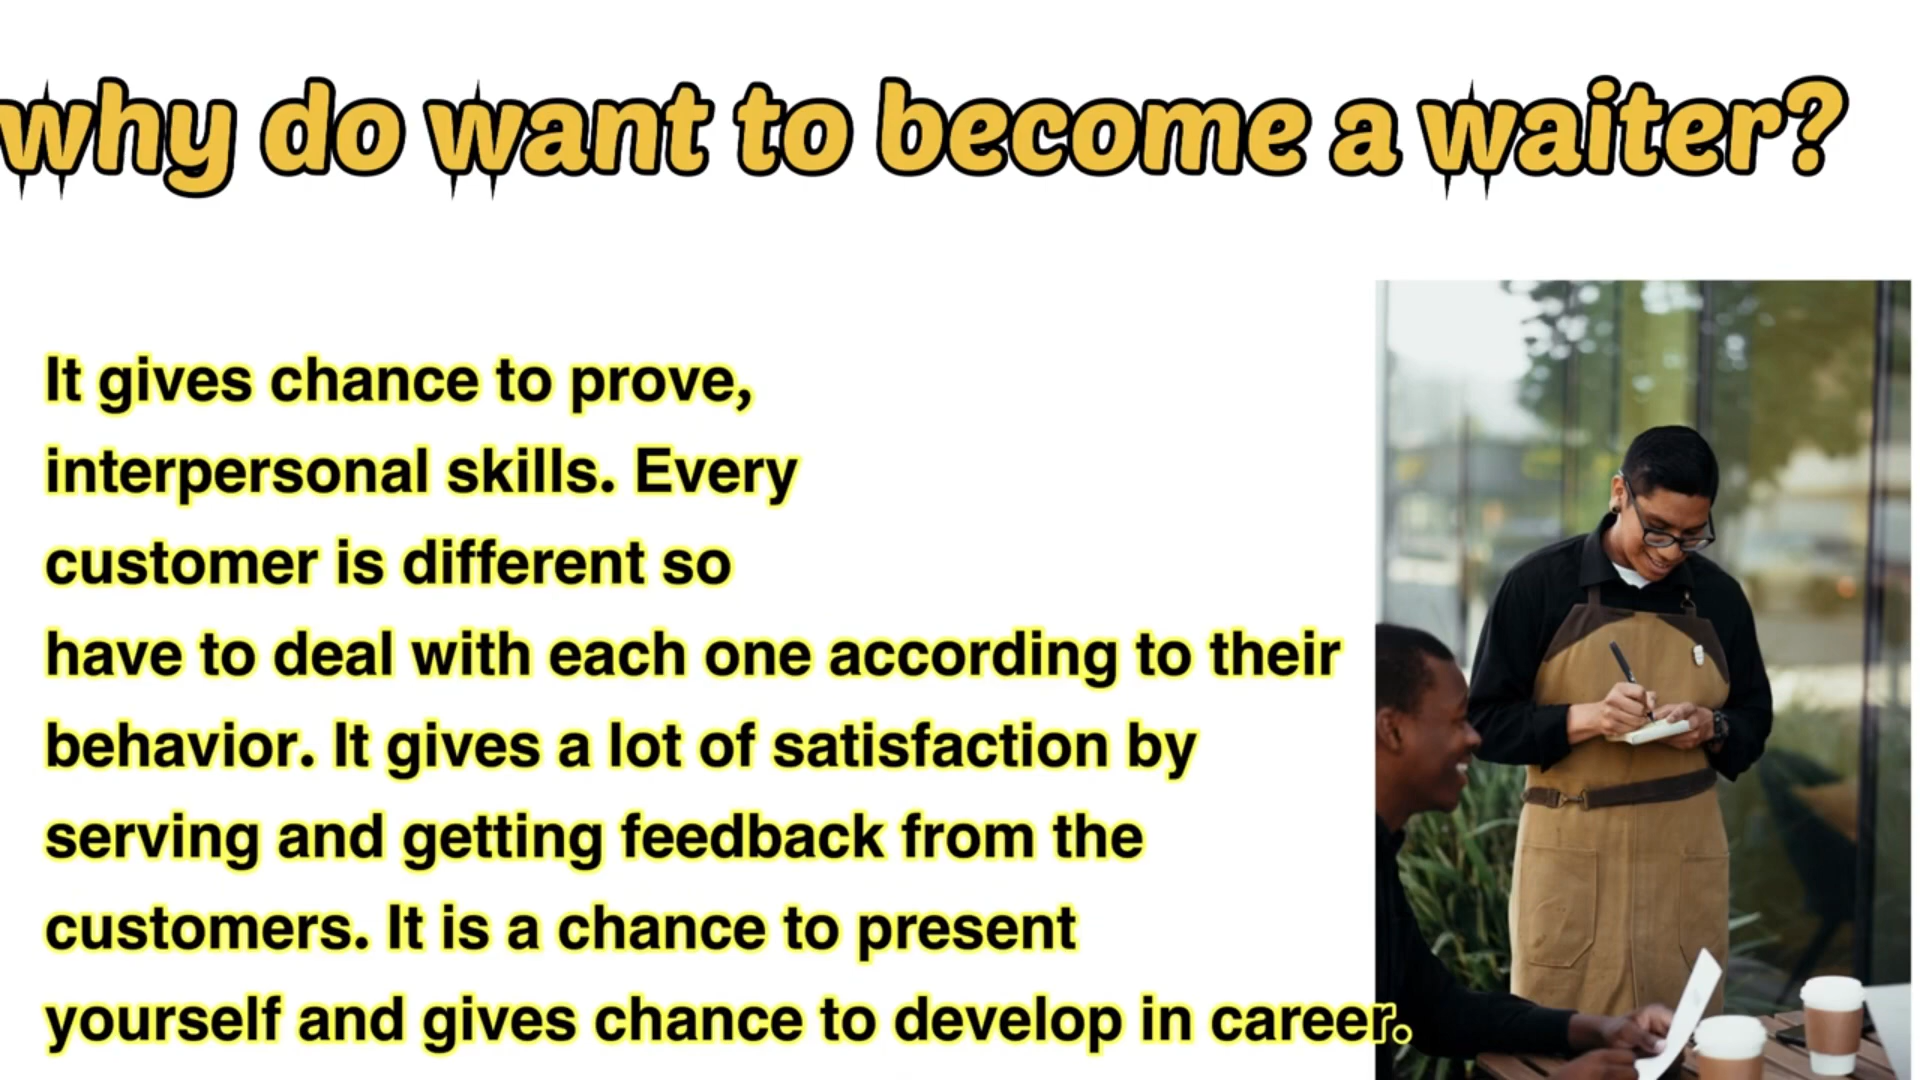 why do want to become a waiter?
It gives chance to prove,
interpersonal skills. Every
customer is different so
have to deal with each one according to their
behavior. It gives a lot of satisfaction by
serving and getting feedback from the
customers. It is a chance to present
yourself and gives chance to develop in career.